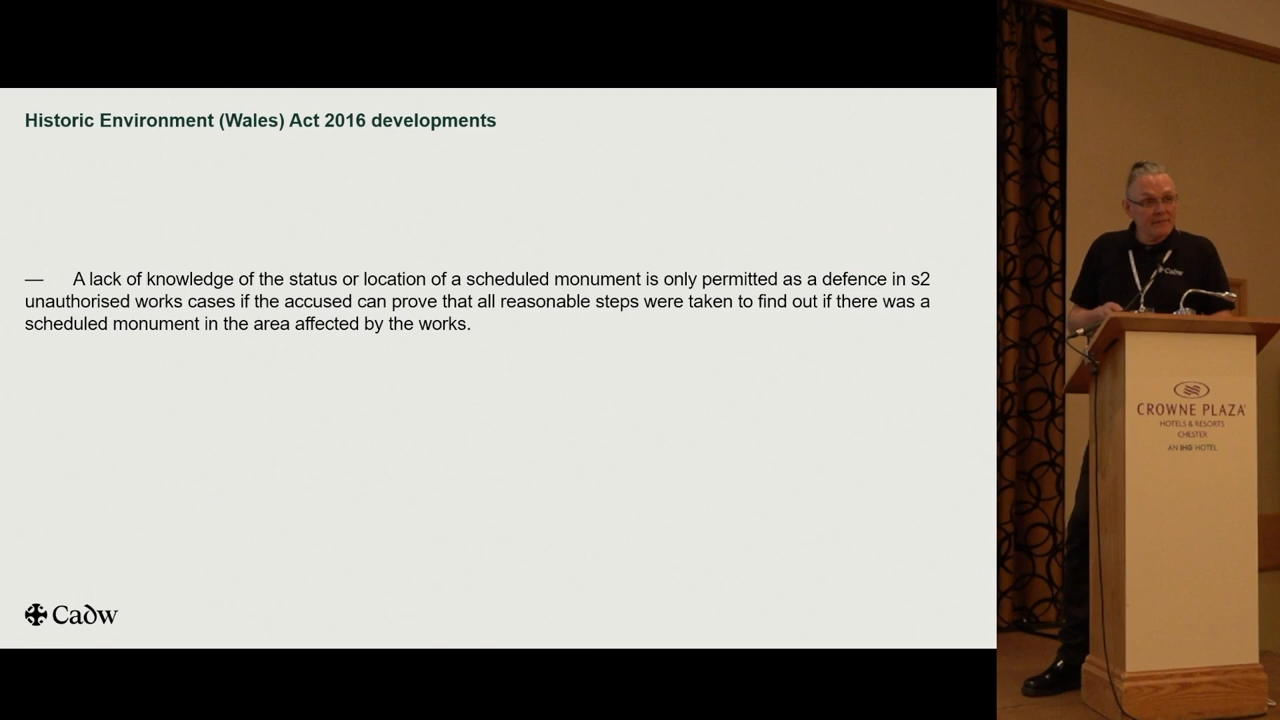 Historic Environment (Wales) Act 2016 developments
— A lack of knowledge of the status or location of a scheduled monument is only permitted as a defence in s2
unauthorised works cases if the accused can prove that all reasonable steps were taken to find out if there was a
scheduled monument in the area affected by the works.
Cadw
Cadw
CROWNE PLAZA
HOTELS & RESORTS
CHESTER
AN IHG HOTEL